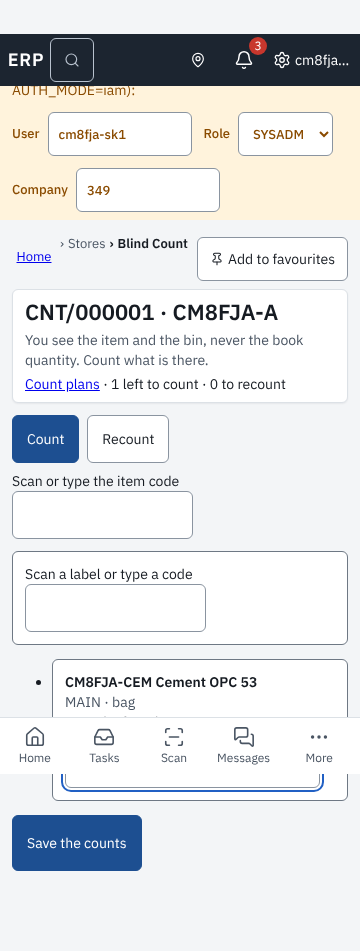 ERP
3
cm8fja...
AUTH_MODE=iam):
User cm8fja-sk1 Role SYSADM
Company 349
Home › Stores › Blind Count
Add to favourites
CNT/000001 · CM8FJA-A
You see the item and the bin, never the book
quantity. Count what is there.
Count plans · 1 left to count · 0 to recount
Count Recount
Scan or type the item code
Scan a label or type a code
CM8FJA-CEM Cement OPC 53
MAIN · bag
Home Tasks Scan Messages More
Save the counts